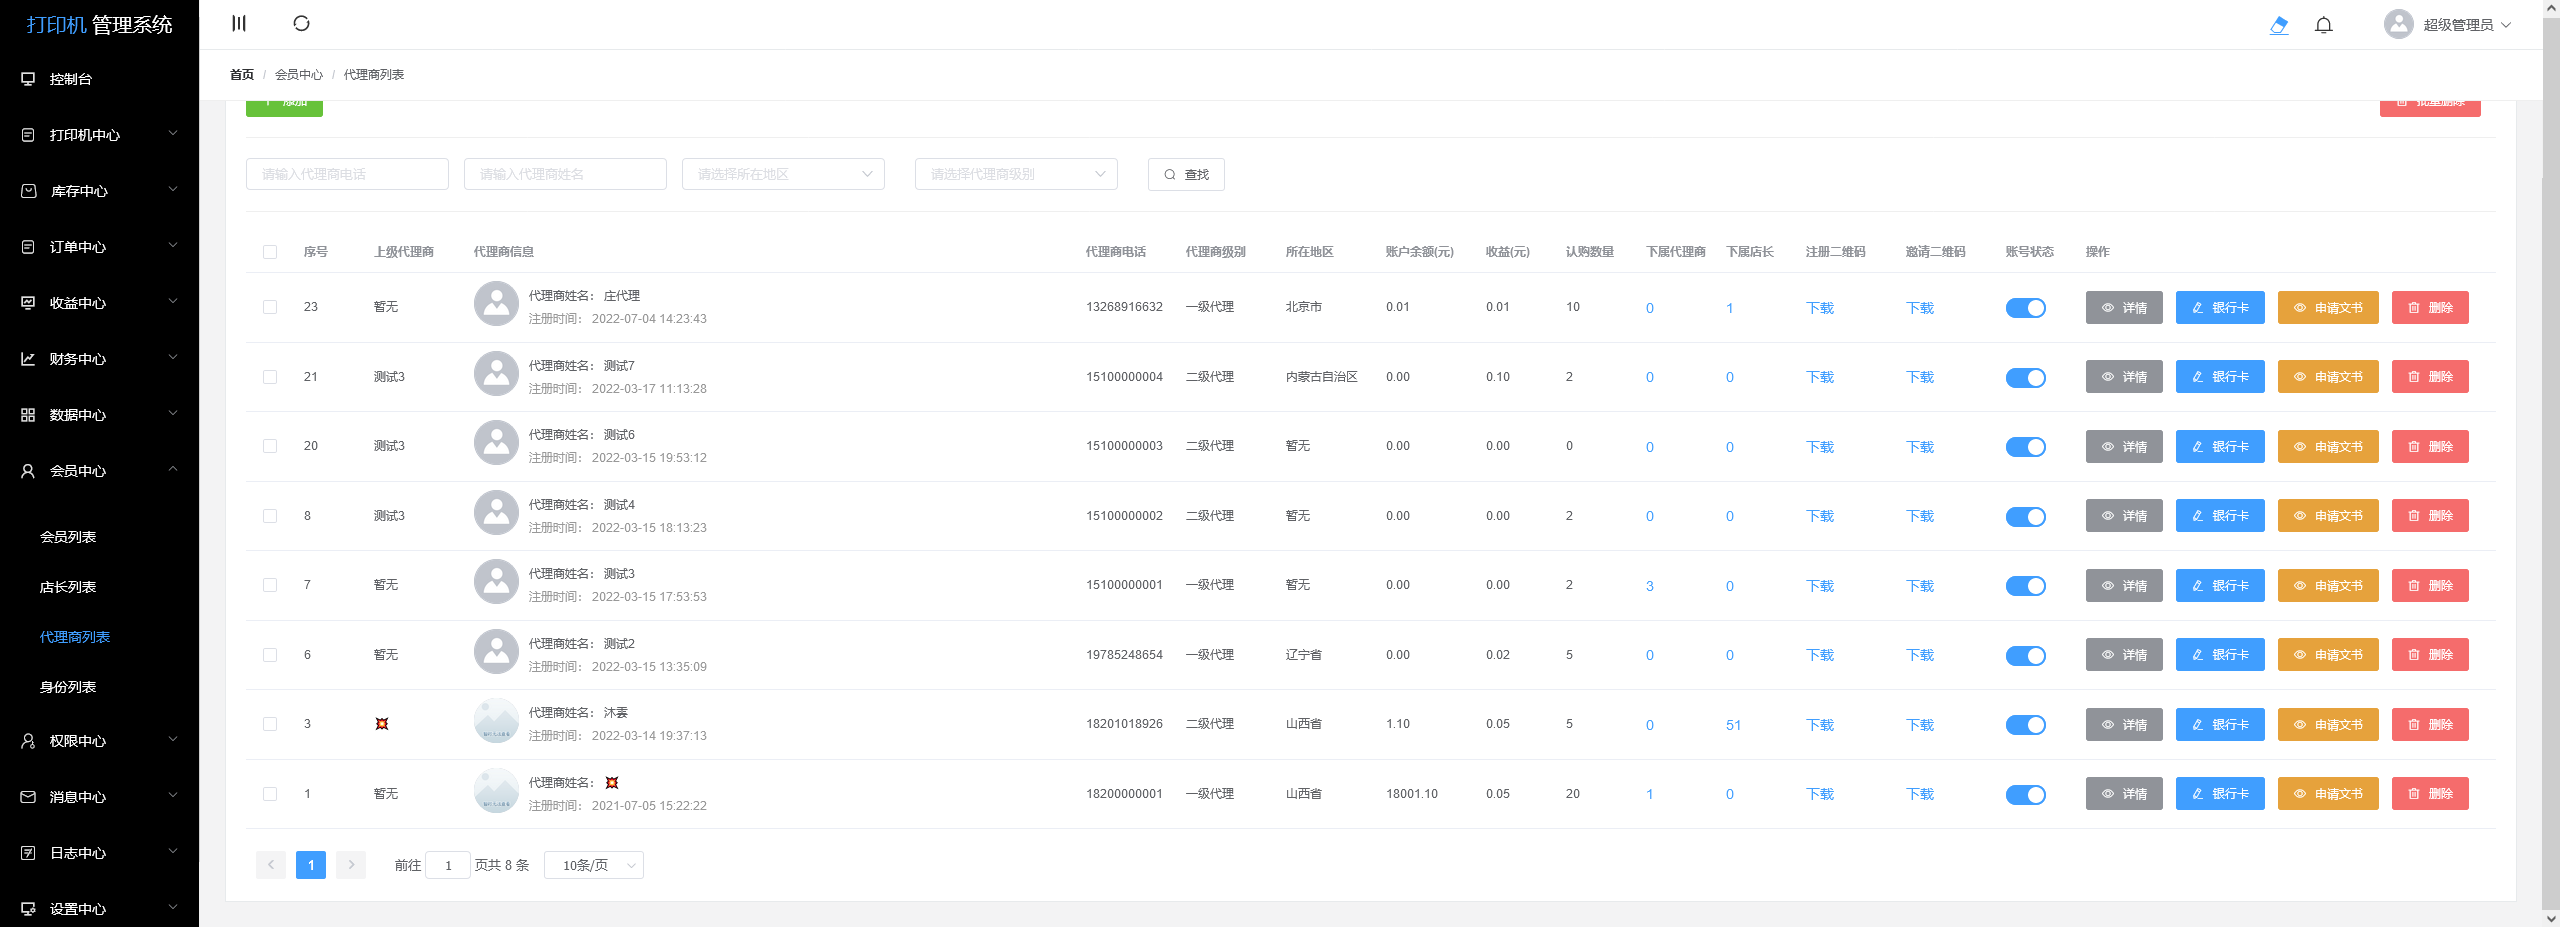 打印机 管理系统
控制台
打印机中心
库存中心
订单中心
收益中心
财务中心
数据中心
会员中心
会员列表
店长列表
代理商列表
身份列表
权限中心
消息中心
日志中心
设置中心
超级管理员
首页 / 会员中心 / 代理商列表
添加 批量删除
请输入代理商电话 请输入代理商姓名 请选择所在地区 请选择代理商级别 查找
序号 上级代理商 代理商信息 代理商电话 代理商级别 所在地区 账户余额(元) 收益(元) 认购数量 下属代理商 下属店长 注册二维码 邀请二维码 账号状态 操作
23 暂无 代理商姓名： 庄代理 13268916632 一级代理 北京市 0.01 0.01 10 0 1 下载 下载 详情 银行卡 申请文书 删除
注册时间： 2022-07-04 14:23:43
21 测试3 代理商姓名： 测试7 15100000004 二级代理 内蒙古自治区 0.00 0.10 2 0 0 下载 下载 详情 银行卡 申请文书 删除
注册时间： 2022-03-17 11:13:28
20 测试3 代理商姓名： 测试6 15100000003 二级代理 暂无 0.00 0.00 0 0 0 下载 下载 详情 银行卡 申请文书 删除
注册时间： 2022-03-15 19:53:12
8 测试3 代理商姓名： 测试4 15100000002 二级代理 暂无 0.00 0.00 2 0 0 下载 下载 详情 银行卡 申请文书 删除
注册时间： 2022-03-15 18:13:23
7 暂无 代理商姓名： 测试3 15100000001 一级代理 暂无 0.00 0.00 2 3 0 下载 下载 详情 银行卡 申请文书 删除
注册时间： 2022-03-15 17:53:53
6 暂无 代理商姓名： 测试2 19785248654 一级代理 辽宁省 0.00 0.02 5 0 0 下载 下载 详情 银行卡 申请文书 删除
注册时间： 2022-03-15 13:35:09
3 💥 代理商姓名： 沐雲 18201018926 二级代理 山西省 1.10 0.05 5 0 51 下载 下载 详情 银行卡 申请文书 删除
注册时间： 2022-03-14 19:37:13
1 暂无 代理商姓名： 💥 18200000001 一级代理 山西省 18001.10 0.05 20 1 0 下载 下载 详情 银行卡 申请文书 删除
注册时间： 2021-07-05 15:22:22
1 前往 1 页共 8 条 10条/页